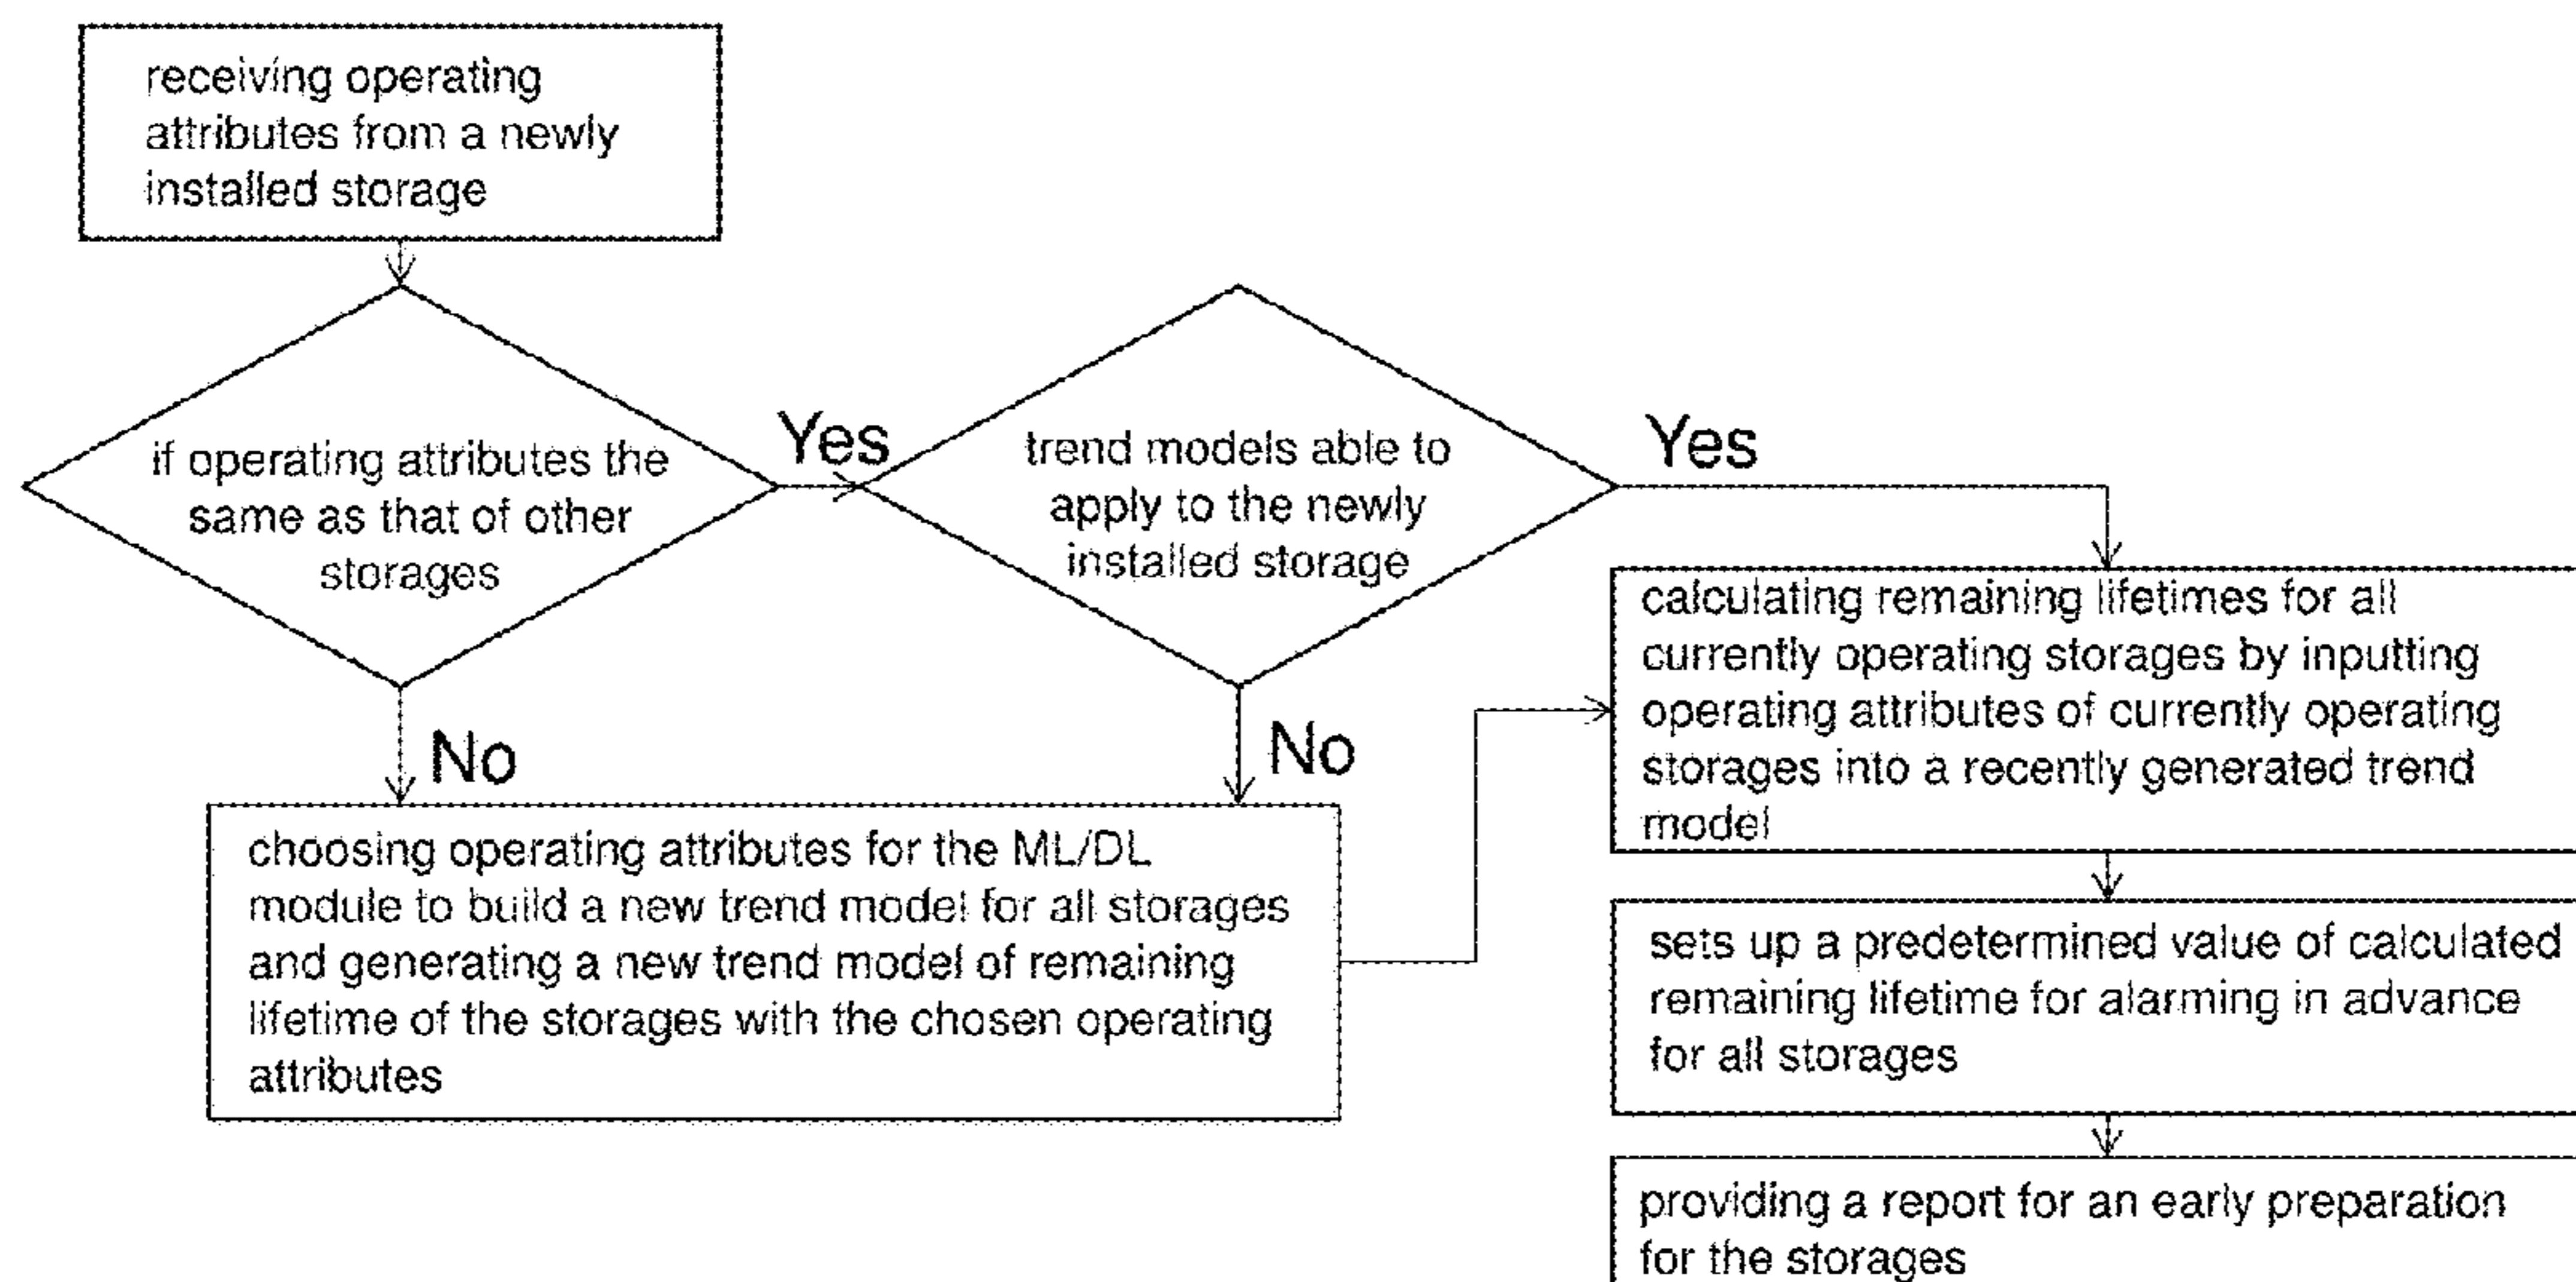 receiving operating
attributes from a newly
installed storage
if operating attributes the
same as that of other
storages
Yes
trend models able to
apply to the newly
installed storage
Yes
No
No
choosing operating attributes for the ML/DL
module to build a new trend model for all storages
and generating a new trend model of remaining
lifetime of the storages with the chosen operating
attributes
calculating remaining lifetimes for all
currently operating storages by inputting
operating attributes of currently operating
storages into a recently generated trend
model
sets up a predetermined value of calculated
remaining lifetime for alarming in advance
for all storages
providing a report for an early preparation
for the storages